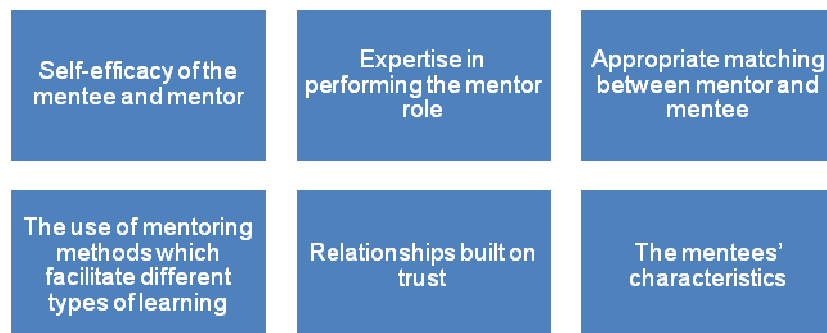 Self-efficacy of the
mentee and mentor
Expertise in
performing the mentor
role
Appropriate matching
between mentor and
mentee
The use of mentoring
methods which
facilitate different
types of learning
Relationships built on
trust
The mentees’
characteristics